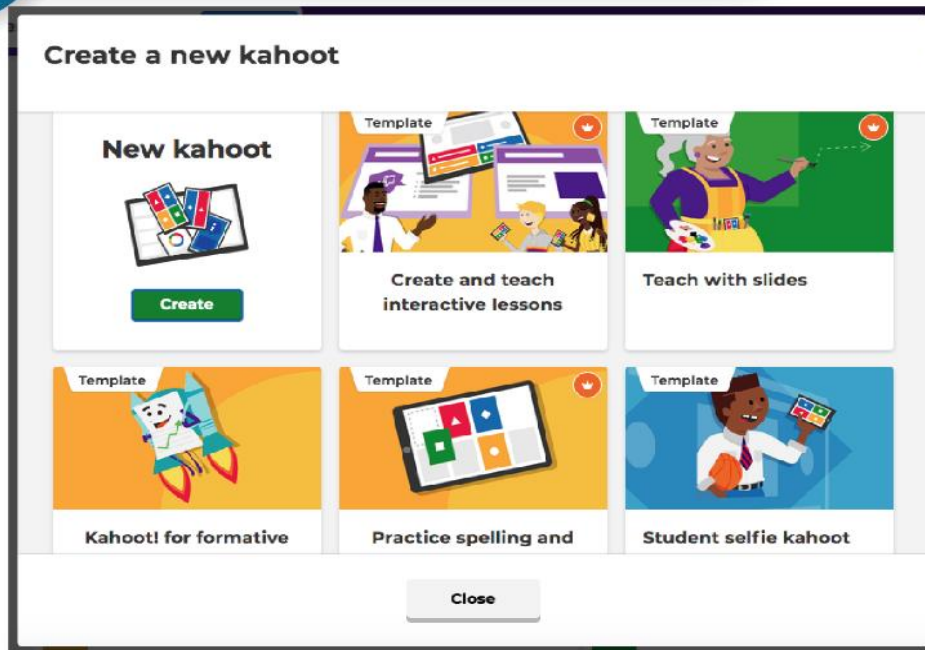 Create a new kahoot
New kahoot
Create
Template
Create and teach
interactive lessons
Template
Teach with slides
Template
Kahoot! for formative
Template
Practice spelling and
Template
Student selfie kahoot
Close